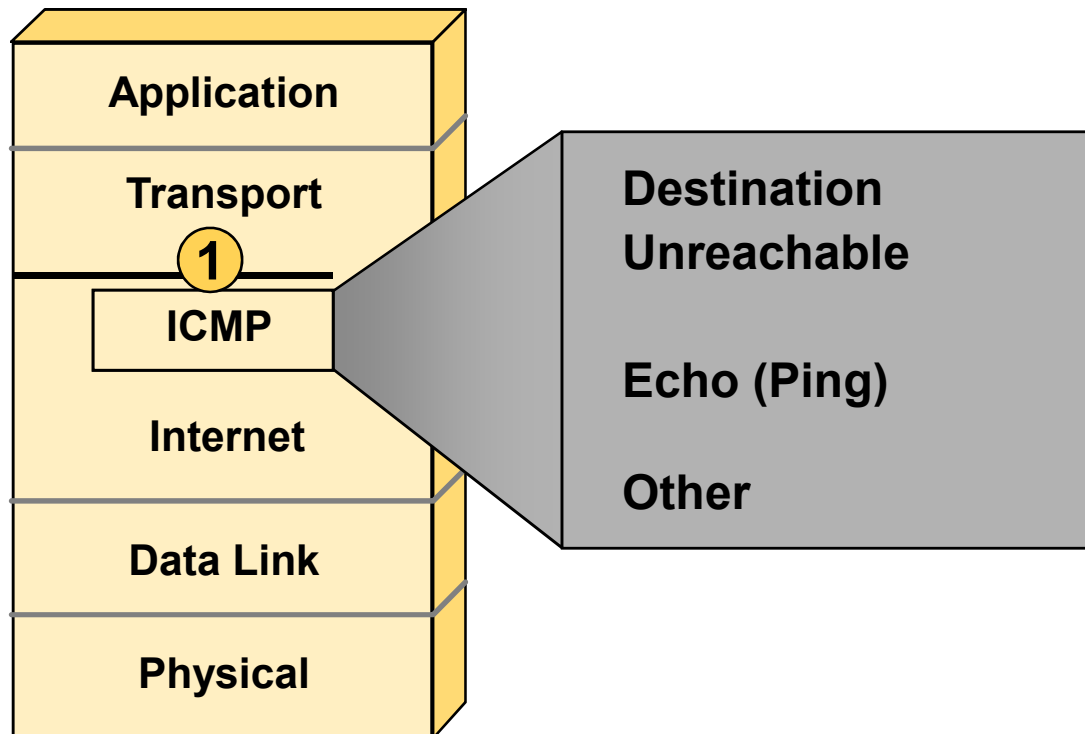 Application
Transport
1
ICMP
Internet
Data Link
Physical
Destination
Unreachable
Echo (Ping)
Other